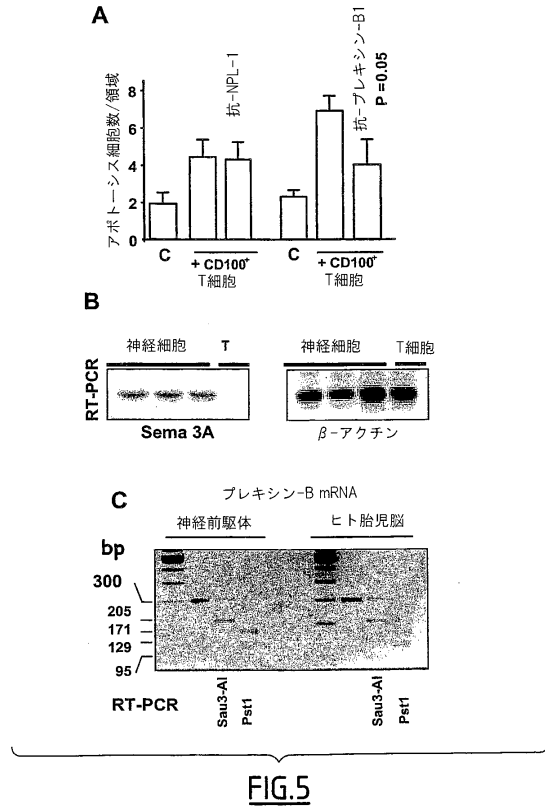 A
アポトーシス細胞数/領域
8
6
4
2
0
抗-NPL-1
抗-プレキシン-B1
P =0.05
C
+ CD100+
T細胞
C
+ CD100+
T細胞
B
RT-PCR
神経細胞
T
神経細胞
T細胞
Sema 3A
β-アクチン
C
プレキシン-B mRNA
神経前駆体
ヒト胎児脳
bp
300
205
171
129
95
RT-PCR
Sau3-AI
Pst1
Sau3-AI
Pst1
FIG.5